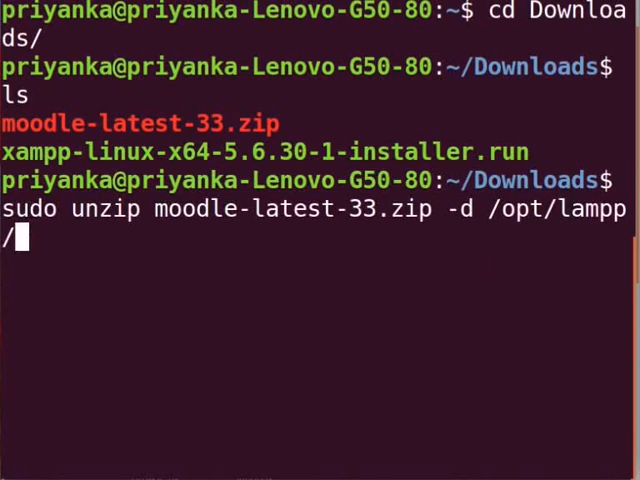 priyanka@priyanka-Lenovo-G50-80:~$ cd Downloa
ds/
priyanka@priyanka-Lenovo-G50-80:~/Downloads$
ls
moodle-latest-33.zip
xampp-linux-x64-5.6.30-1-installer.run
priyanka@priyanka-Lenovo-G50-80:~/Downloads$
sudo unzip moodle-latest-33.zip -d /opt/lampp
/